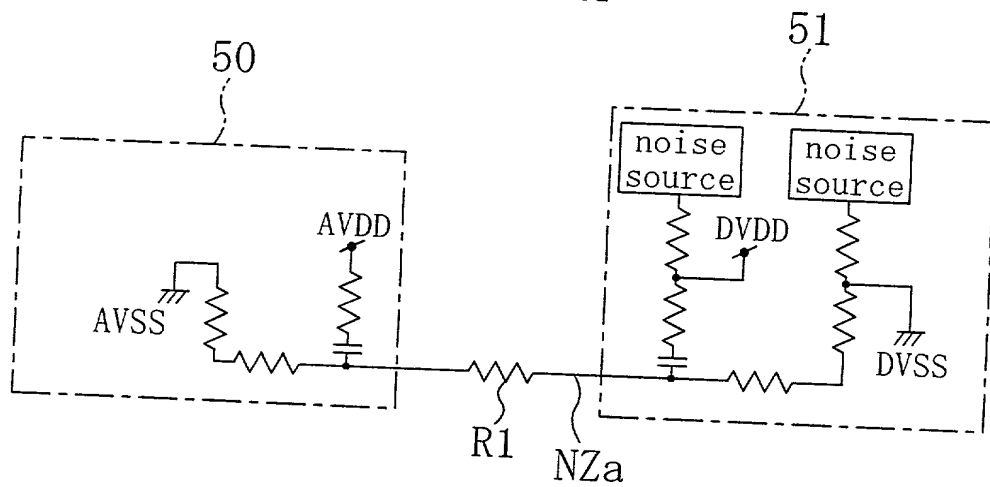 50
51
noise
source
noise
source
AVDD
DVDD
AVSS
DVSS
R1
NZa